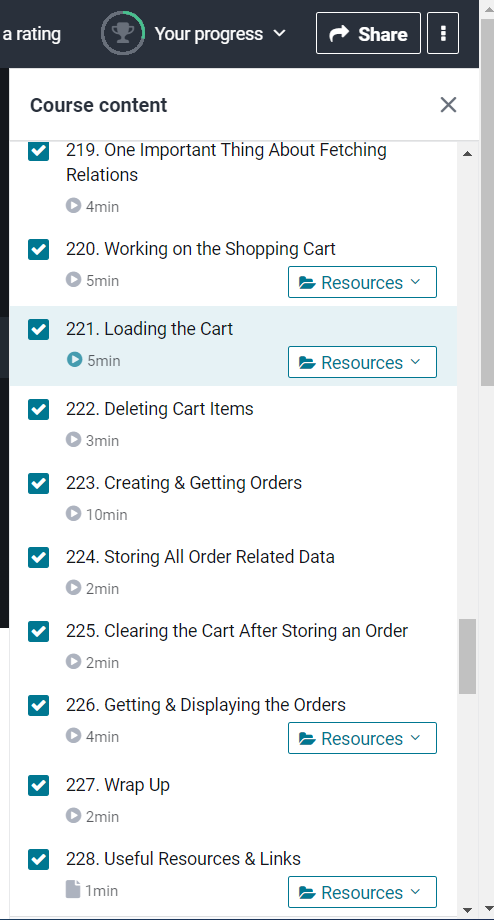 a rating
Your progress
Share
Course content
219. One Important Thing About Fetching
Relations
4min
220. Working on the Shopping Cart
5min
Resources
221. Loading the Cart
5min
Resources
222. Deleting Cart Items
3min
223. Creating & Getting Orders
10min
224. Storing All Order Related Data
2min
225. Clearing the Cart After Storing an Order
2min
226. Getting & Displaying the Orders
4min
Resources
227. Wrap Up
2min
228. Useful Resources & Links
1min
Resources